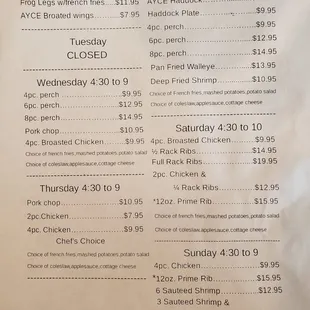 Frog Legs w/french fries....$11.95
AYCE Broated wings............$7.95
Tuesday
CLOSED
Wednesday 4:30 to 9
4pc. perch ........................$9.95
6pc. perch........................$12.95
8pc. perch........................$14.95
Pork chop.........................$10.95
4pc. Broasted Chicken......$9.95
Choice of french fries,mashed potatoes,potato salad
Choice of coleslaw,applesauce,cottage cheese
Thursday 4:30 to 9
Pork chop.........................$10.95
2pc.Chicken.......................$7.95
4pc. Chicken......................$9.95
Chef's Choice
Choice of french fries,mashed potatoes,potato salad
Choice of coleslaw,applesauce,cottage cheese
AYCE Haddock
Haddock Plate...................$9.95
4pc. perch.........................$9.95
6pc. perch........................$12.95
8pc. perch........................$14.95
Pan Fried Walleye.............$13.95
Deep Fried Shrimp............$10.95
Choice of French fries,mashed potatoes,potato salad
Choice of coleslaw,applesauce,cottage cheese
Saturday 4:30 to 10
4pc. Broasted Chicken.......$9.95
½ Rack Ribs......................$14.95
Full Rack Ribs...................$19.95
2pc. Chicken &
¼ Rack Ribs............$12.95
*12oz. Prime Rib...............$15.95
Choice of french fries,mashed potatoes,potato salad
Choice of coleslaw,applesauce,cottage cheese
Sunday 4:30 to 9
4pc. Chicken......................$9.95
*12oz. Prime Rib................$15.95
6 Sauteed Shrimp.............$12.95
3 Sauteed Shrimp &